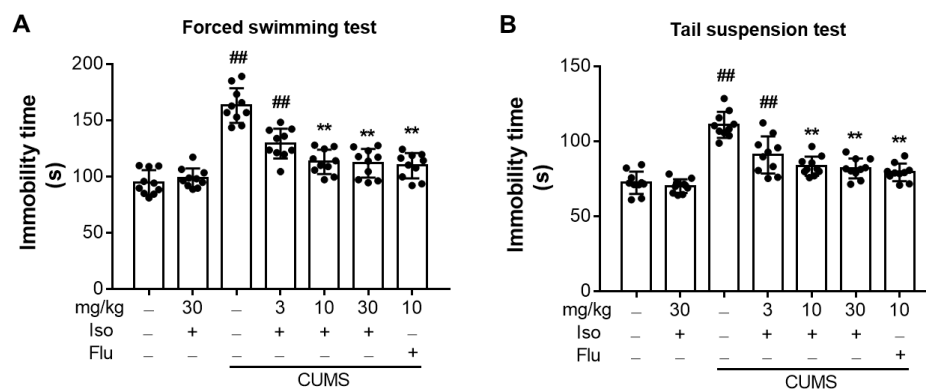 A
Forced swimming test
Immobility time
(s)
200
150
100
50
0
##
##
**
**
**
mg/kg – 30 – 3 10 30 10
Iso – + – + + + –
Flu – – – – – – +
CUMS
B
Tail suspension test
Immobility time
(s)
150
100
50
0
##
##
**
**
**
mg/kg – 30 – 3 10 30 10
Iso – + – + + + –
Flu – – – – – – +
CUMS